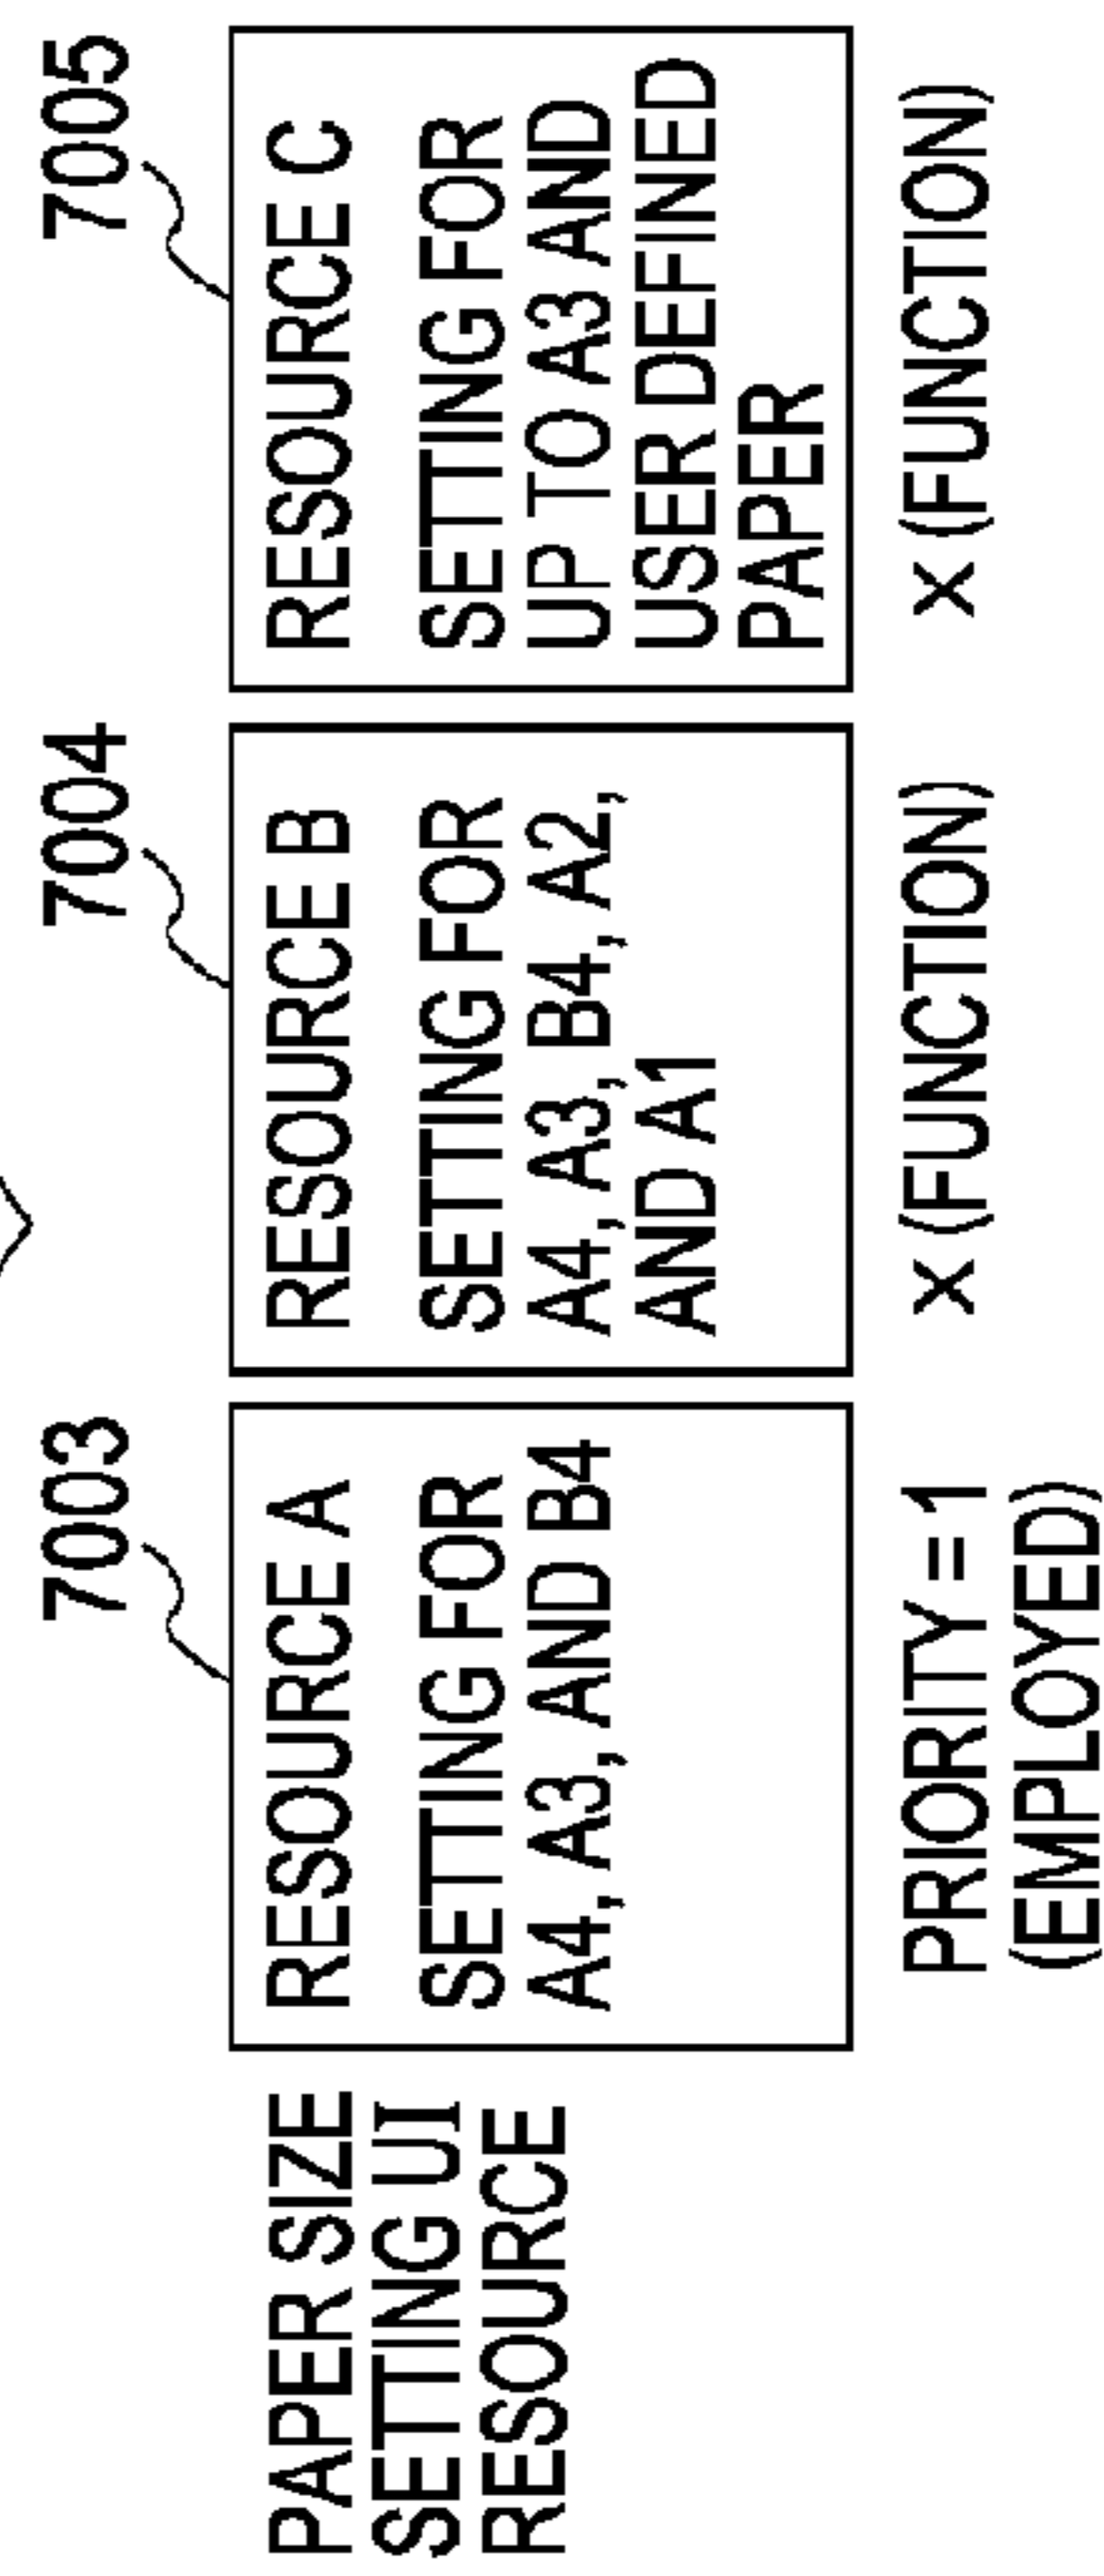 PAPER SIZE
SETTING UI
RESOURCE
7003
RESOURCE A
SETTING FOR
A4, A3, AND B4
PRIORITY = 1
(EMPLOYED)
7004
RESOURCE B
SETTING FOR
A4, A3, B4, A2,
AND A1
x (FUNCTION)
7005
RESOURCE C
SETTING FOR
UP TO A3 AND
USER DEFINED
PAPER
x (FUNCTION)